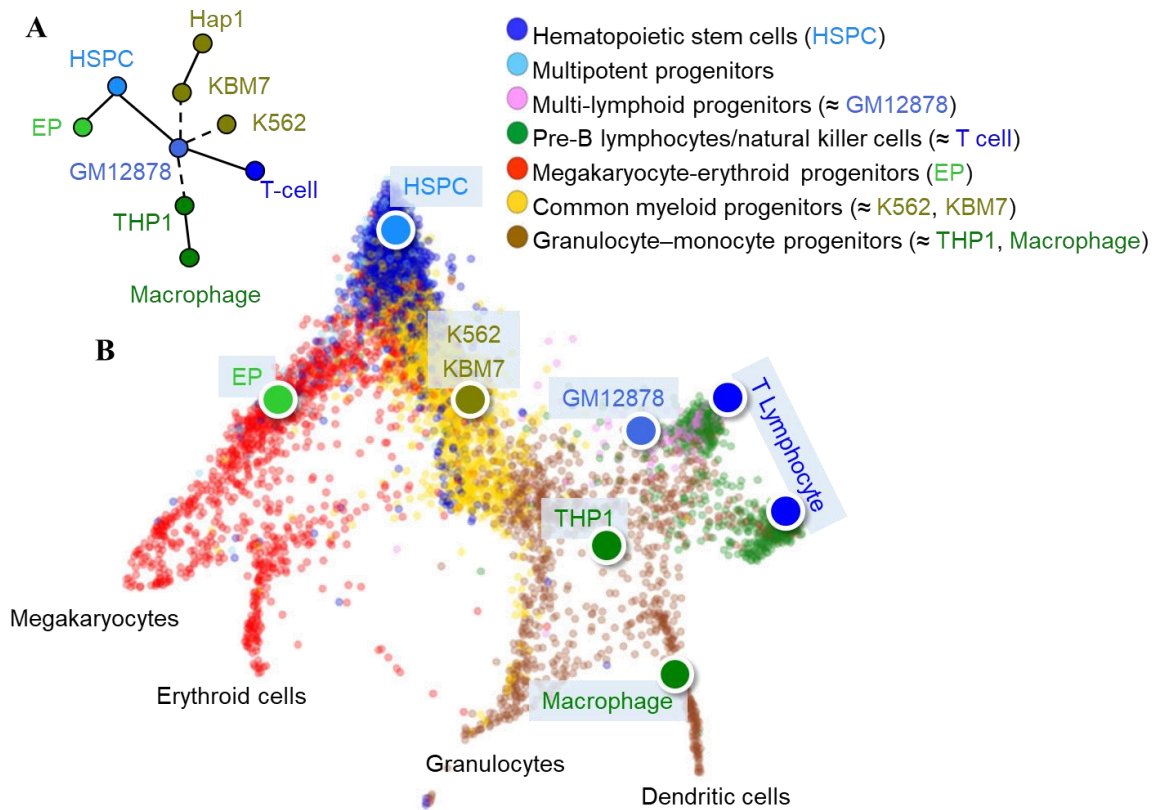 A
Hap1
HSPC
KBM7
EP
K562
GM12878
T-cell
THP1
Macrophage
Hematopoietic stem cells (HSPC)
Multipotent progenitors
Multi-lymphoid progenitors (≈ GM12878)
Pre-B lymphocytes/natural killer cells (≈ T cell)
Megakaryocyte-erythroid progenitors (EP)
Common myeloid progenitors (≈ K562, KBM7)
Granulocyte–monocyte progenitors (≈ THP1, Macrophage)
B
HSPC
K562
KBM7
EP
GM12878
T Lymphocyte
THP1
Megakaryocytes
Erythroid cells
Macrophage
Granulocytes
Dendritic cells